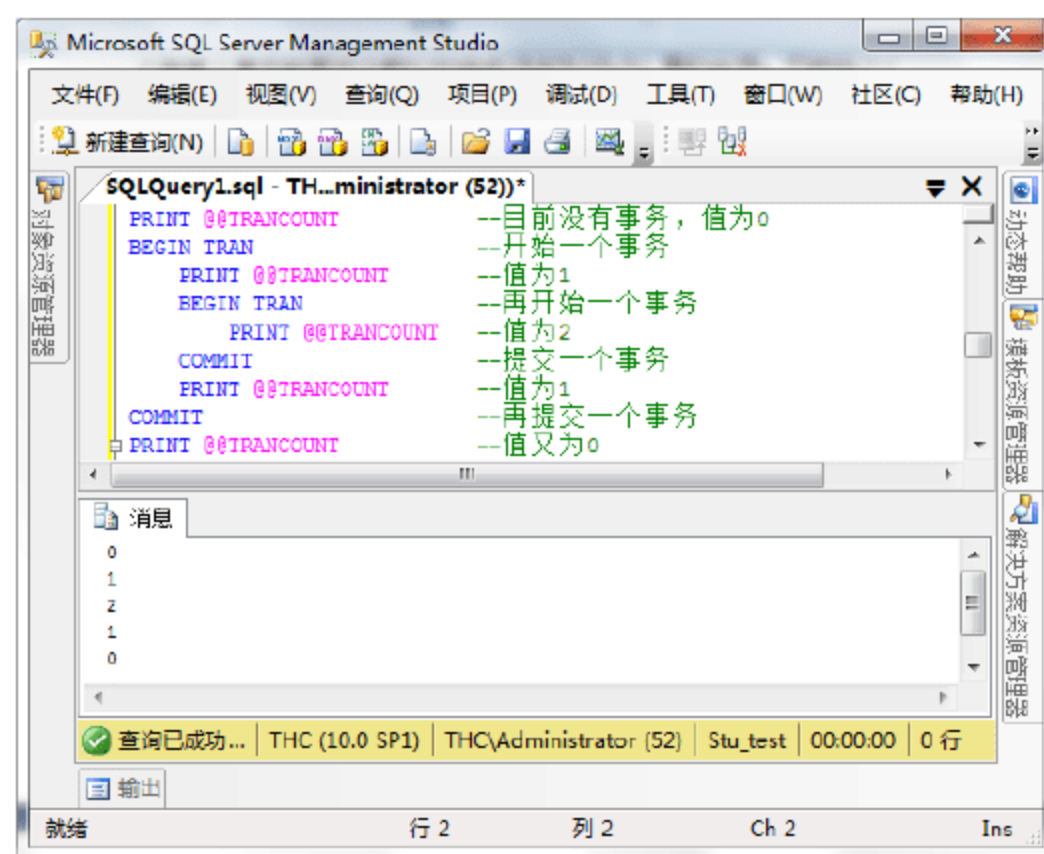 Microsoft SQL Server Management Studio
文件(F) 编辑(E) 视图(V) 查询(Q) 项目(P) 调试(D) 工具(T) 窗口(W) 社区(C) 帮助(H)
新建查询(N)
SQLQuery1.sql - TH...ministrator (52))*
PRINT @@TRANCOUNT --目前没有事务，值为0
BEGIN TRAN --开始一个事务
PRINT @@TRANCOUNT --值为1
BEGIN TRAN --再开始一个事务
PRINT @@TRANCOUNT --值为2
COMMIT --提交一个事务
PRINT @@TRANCOUNT --值为1
COMMIT --再提交一个事务
PRINT @@TRANCOUNT --值又为0
对象资源管理器
动态帮助
模板资源管理器
解决方案资源管理器
消息
0
1
2
1
0
查询已成功... THC (10.0 SP1) THC\Administrator (52) Stu_test 00:00:00 0 行
输出
就绪 行 2 列 2 Ch 2 Ins